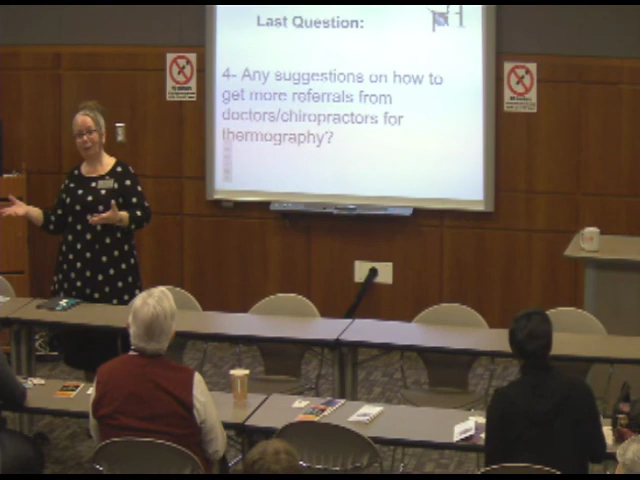 Last Question:
4- Any suggestions on how to
get more referrals from
doctors/chiropractors for
thermography?